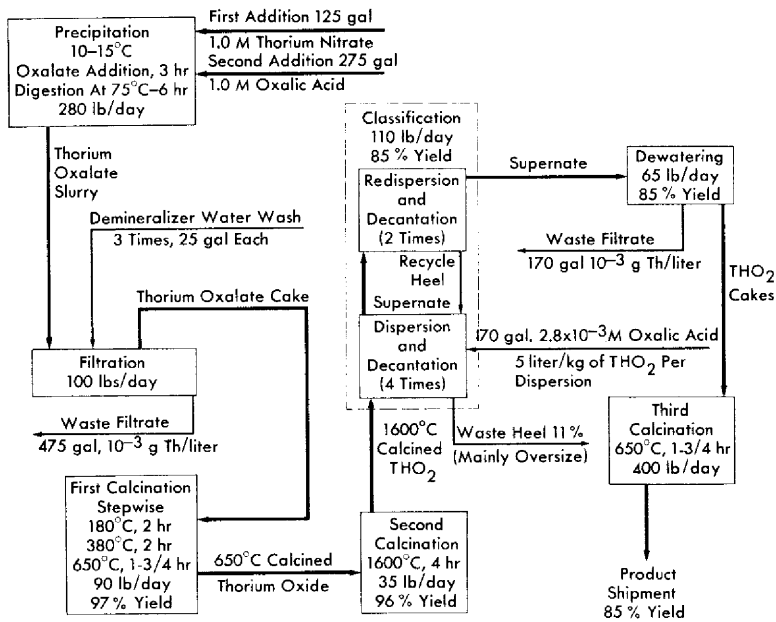 First Addition 125 gal
1.0 M Thorium Nitrate
Second Addition 275 gal
1.0 M Oxalic Acid
Precipitation
10–15°C
Oxalate Addition, 3 hr
Digestion At 75°C–6 hr
280 lb/day
Thorium
Oxalate
Slurry
Demineralizer Water Wash
3 Times, 25 gal Each
Thorium Oxalate Cake
Filtration
100 lbs/day
Waste Filtrate
475 gal, 10⁻³ g Th/liter
First Calcination
Stepwise
180°C, 2 hr
380°C, 2 hr
650°C, 1-3/4 hr
90 lb/day
97 % Yield
650°C Calcined
Thorium Oxide
Second
Calcination
1600°C, 4 hr
35 lb/day
96 % Yield
1600°C
Calcined
THO₂
Classification
110 lb/day
85 % Yield
Redispersion
and
Decantation
(2 Times)
Recycle
Heel
Supernate
Dispersion
and
Decantation
(4 Times)
Waste Heel 11 %
(Mainly Oversize)
70 gal, 2.8x10⁻³M Oxalic Acid
5 liter/kg of THO₂ Per
Dispersion
Supernate
Dewatering
65 lb/day
85 % Yield
Waste Filtrate
170 gal 10⁻³ g Th/liter
THO₂
Cakes
Third
Calcination
650°C, 1-3/4 hr
400 lb/day
Product
Shipment
85 % Yield